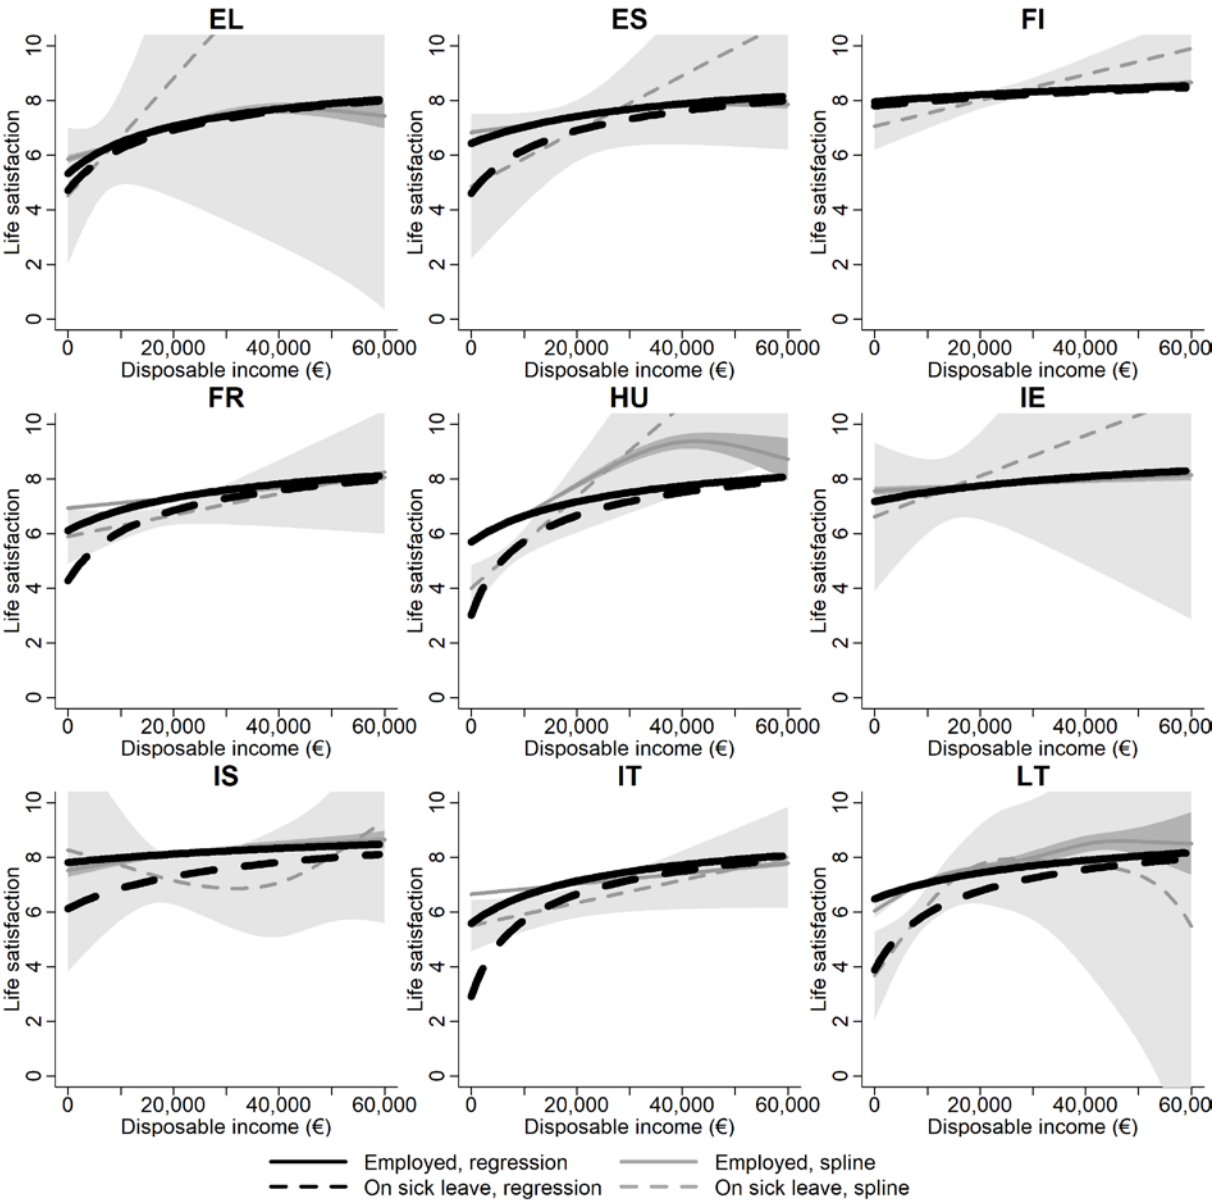 EL ES FI
10 10 10
8 8 8
6 6 6
4 4 4
2 2 2
0 0 0
Life satisfaction Life satisfaction Life satisfaction
0 20,000 40,000 60,000 0 20,000 40,000 60,000 0 20,000 40,000 60,00
Disposable income (€) Disposable income (€) Disposable income (€)
FR HU IE
10 10 10
8 8 8
6 6 6
4 4 4
2 2 2
0 0 0
Life satisfaction Life satisfaction Life satisfaction
0 20,000 40,000 60,000 0 20,000 40,000 60,000 0 20,000 40,000 60,00
Disposable income (€) Disposable income (€) Disposable income (€)
IS IT LT
10 10 10
8 8 8
6 6 6
4 4 4
2 2 2
0 0 0
Life satisfaction Life satisfaction Life satisfaction
0 20,000 40,000 60,000 0 20,000 40,000 60,000 0 20,000 40,000 60,00
Disposable income (€) Disposable income (€) Disposable income (€)
Employed, regression Employed, spline
On sick leave, regression On sick leave, spline